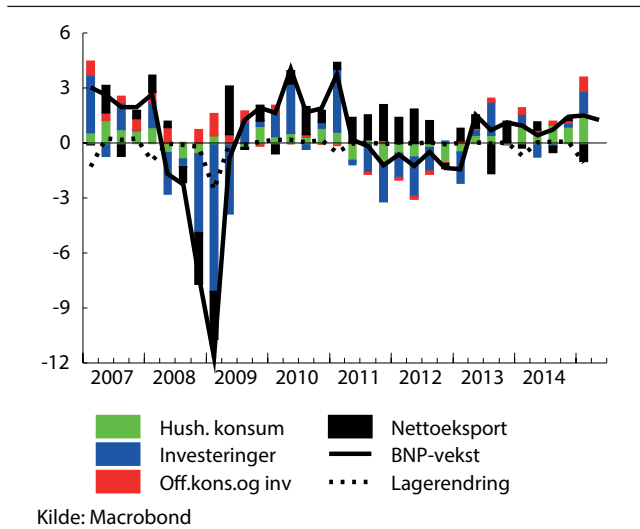 6
3
0
-3
-6
-9
-12
2007 2008 2009 2010 2011 2012 2013 2014
Hush. konsum Nettoeksport
Investeringer BNP-vekst
Off.kons.og inv Lagerendring
Kilde: Macrobond